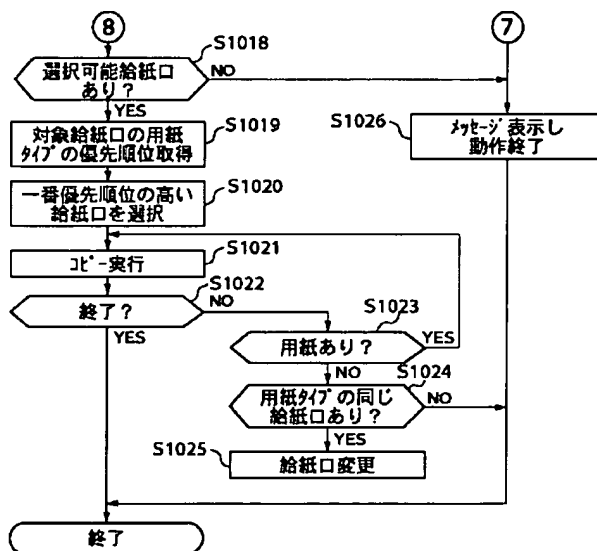 8
7
S1018
選択可能給紙口
あり?
NO
YES
S1019
対象給紙口の用紙
ﾀｲﾌﾟの優先順位取得
S1026
ﾒｯｾｰｼﾞ表示し
動作終了
S1020
一番優先順位の高い
給紙口を選択
S1021
ｺﾋﾟｰ実行
S1022
終了?
NO
YES
S1023
用紙あり?
YES
NO
S1024
用紙ﾀｲﾌﾟの同じ
給紙口あり?
NO
YES
S1025
給紙口変更
終了